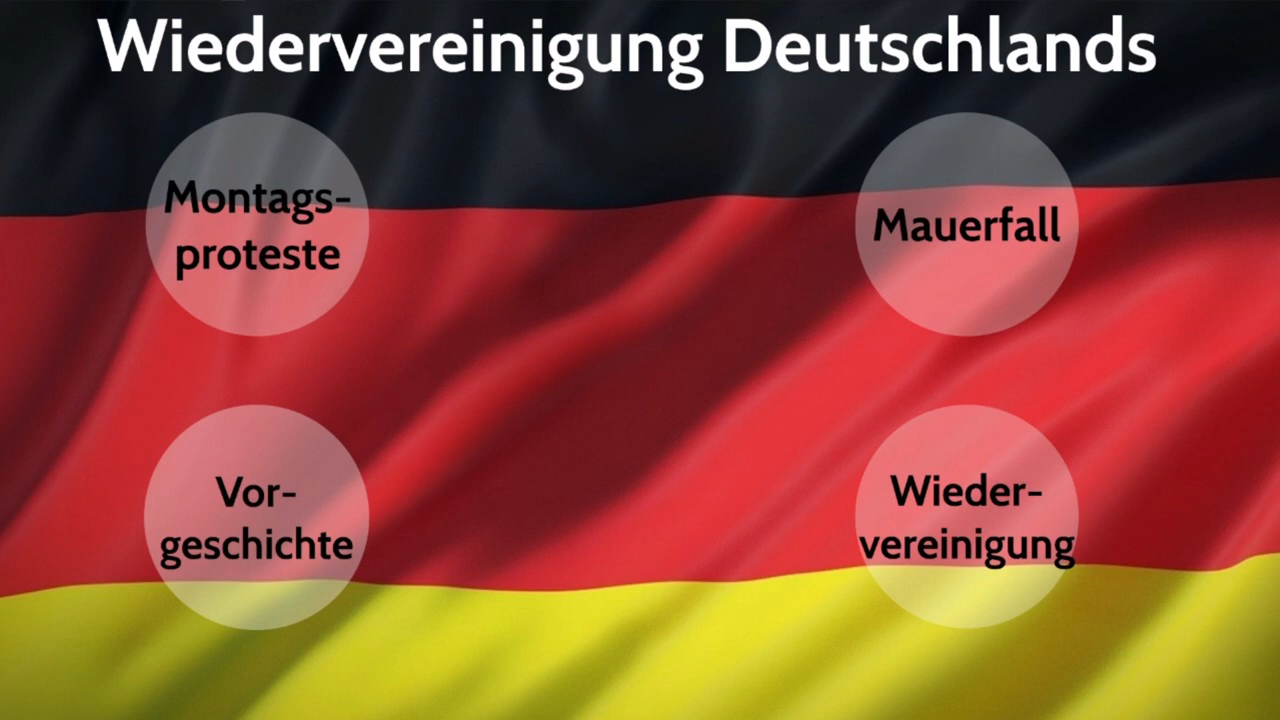 Wiedervereinigung Deutschlands
Montags-
proteste
Mauerfall
Vor-
geschichte
Wieder-
vereinigung